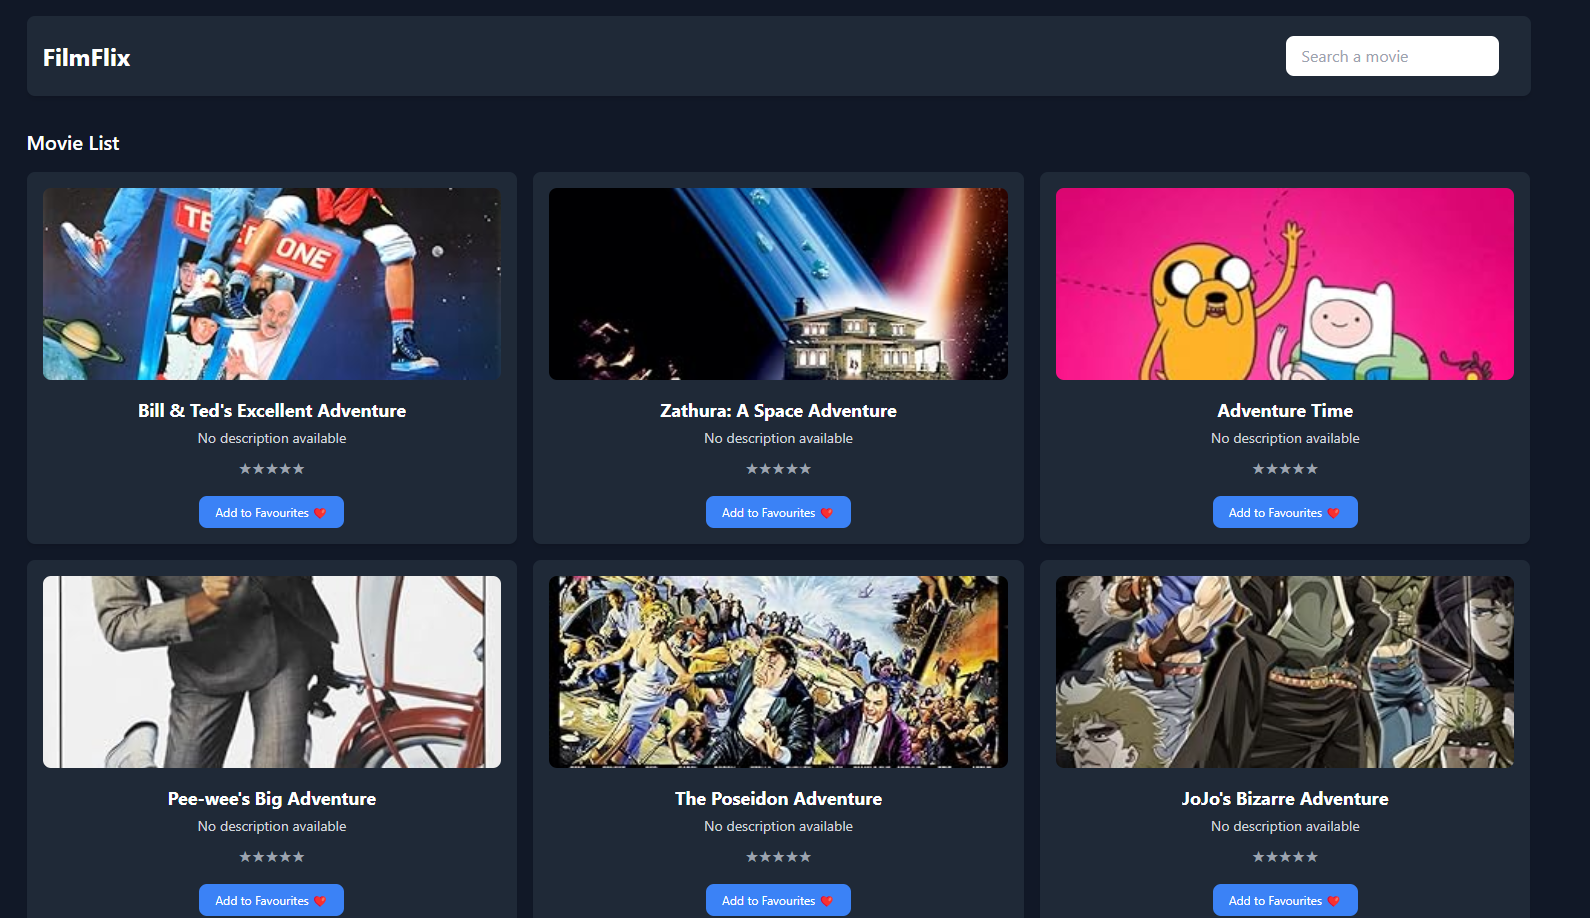 FilmFlix
Search a movie
Movie List
ONE
Bill & Ted's Excellent Adventure
Zathura: A Space Adventure
Adventure Time
No description available
No description available
No description available
★★★★★
★★★★★
★★★★★
Add to Favourites ❤️
Add to Favourites ❤️
Add to Favourites ❤️
Pee-wee's Big Adventure
The Poseidon Adventure
JoJo's Bizarre Adventure
No description available
No description available
No description available
★★★★★
★★★★★
★★★★★
Add to Favourites ❤️
Add to Favourites ❤️
Add to Favourites ❤️